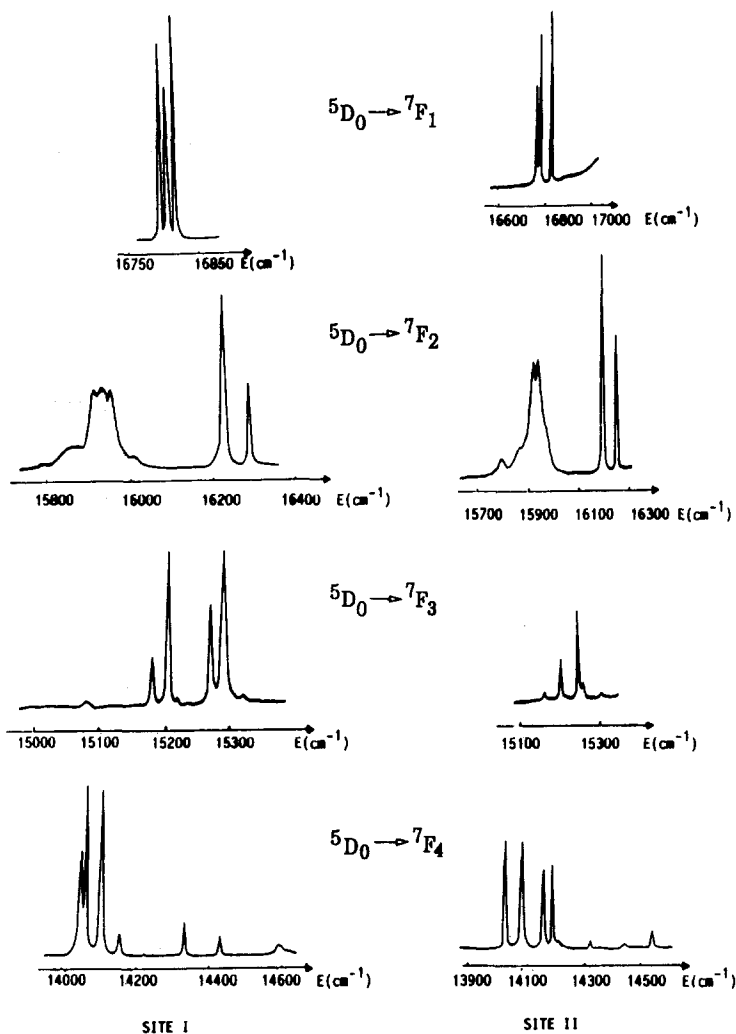 ⁵D₀ → ⁷F₁
16750 16850 E(cm⁻¹)
16600 16800 17000 E(cm⁻¹)
⁵D₀ → ⁷F₂
15800 16000 16200 16400 E(cm⁻¹)
15700 15900 16100 16300 E(cm⁻¹)
⁵D₀ → ⁷F₃
15000 15100 15200 15300 E(cm⁻¹)
15100 15300 E(cm⁻¹)
⁵D₀ → ⁷F₄
14000 14200 14400 14600 E(cm⁻¹)
13900 14100 14300 14500 E(cm⁻¹)
SITE I SITE II